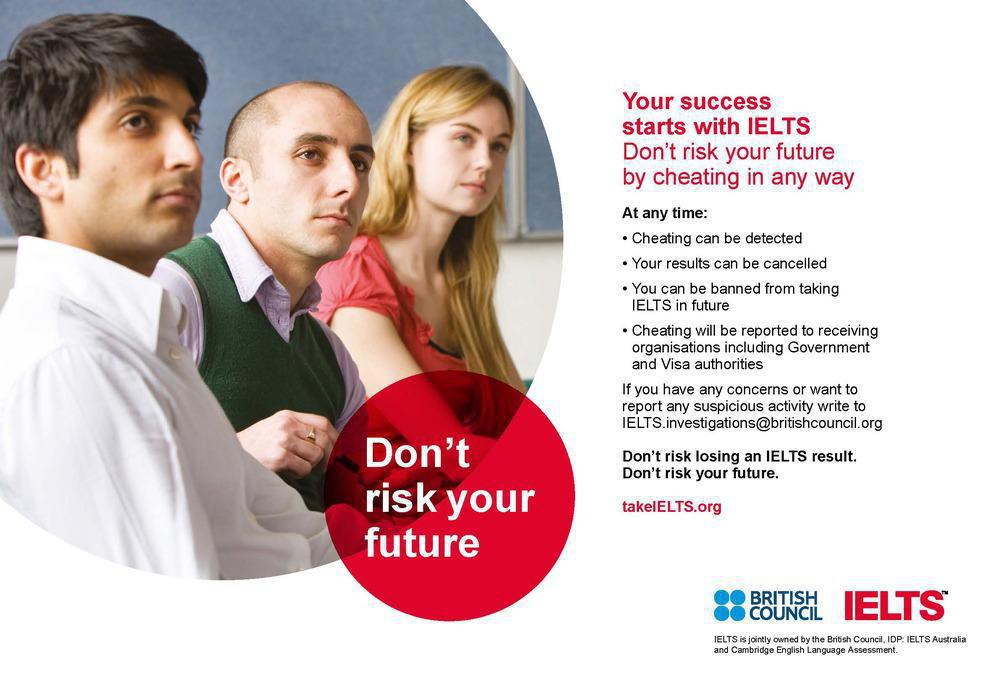 Your success
starts with IELTS
Don't risk your future
by cheating in any way
At any time:
• Cheating can be detected
• Your results can be cancelled
• You can be banned from taking
IELTS in future
• Cheating will be reported to receiving
organisations including Government
and Visa authorities
If you have any concerns or want to
report any suspicious activity write to
IELTS.investigations@britishcouncil.org
Don't risk losing an IELTS result.
Don't risk your future.
takeIELTS.org
Don't
risk your
future
BRITISH
COUNCIL
IELTS™
IELTS is jointly owned by the British Council, IDP: IELTS Australia
and Cambridge English Language Assessment.